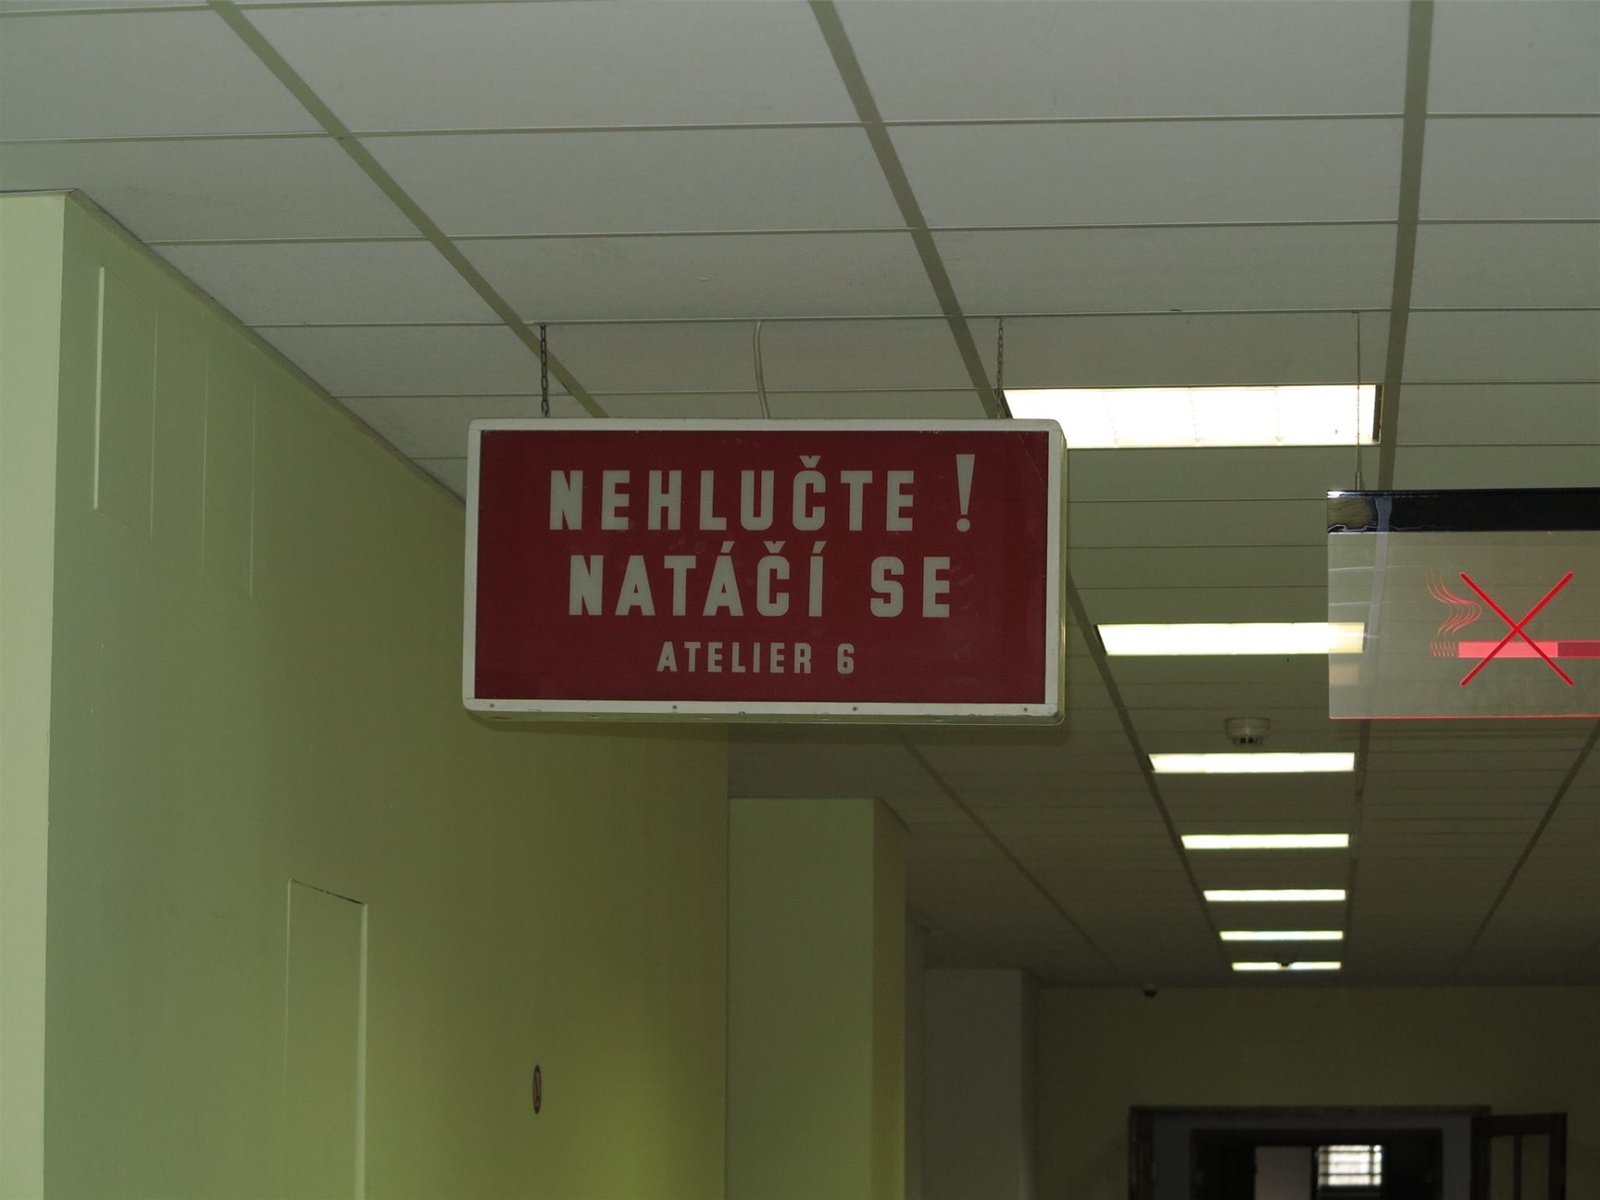 NEHLUČTE !
NATÁČÍ SE
ATELIER 6